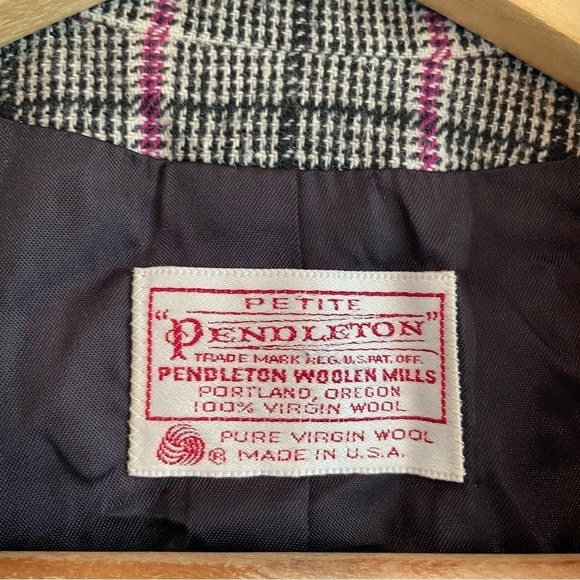 PETITE
"PENDLETON"
TRADE MARK REG. U.S. PAT. OFF.
PENDLETON WOOLEN MILLS
PORTLAND, OREGON
100% VIRGIN WOOL
PURE VIRGIN WOOL
® MADE IN U.S.A.